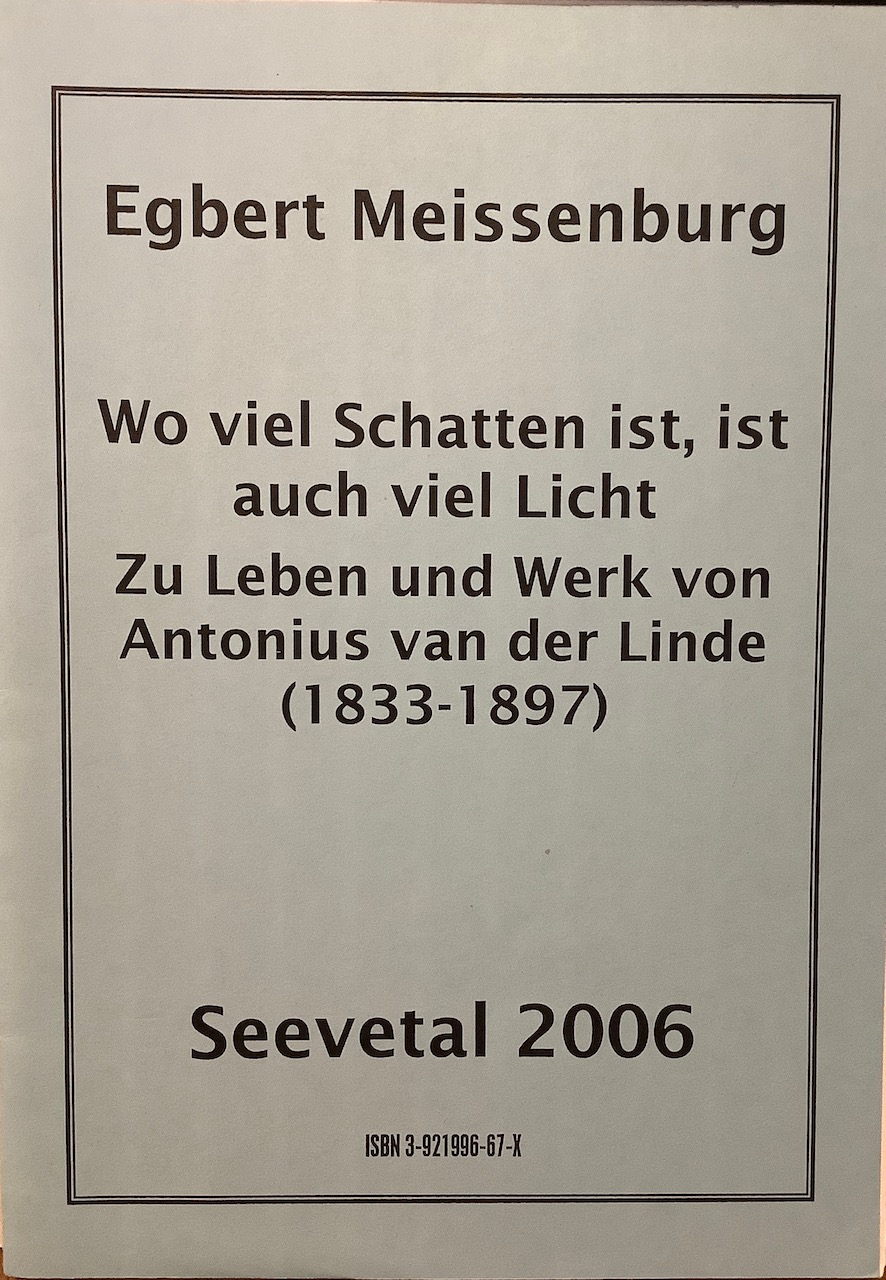 Egbert Meissenburg
Wo viel Schatten ist, ist
auch viel Licht
Zu Leben und Werk von
Antonius van der Linde
(1833-1897)
Seevetal 2006
ISBN 3-921996-67-X